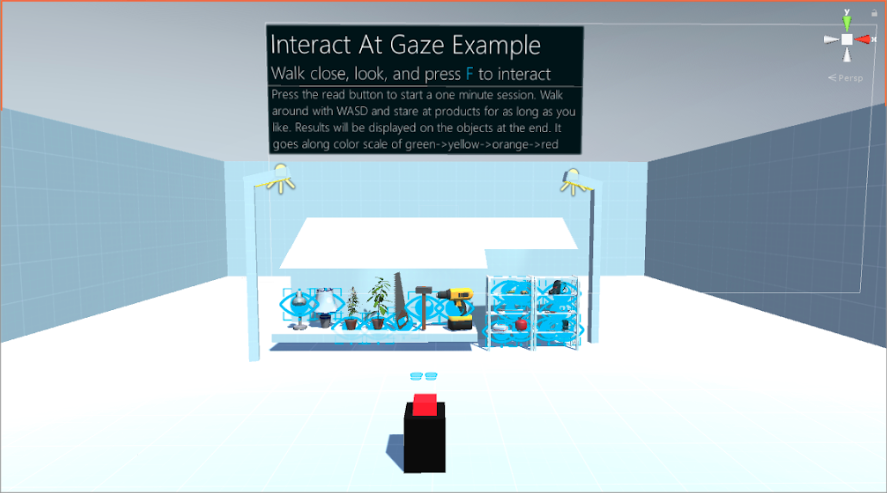 Interact At Gaze Example
Walk close, look, and press F to interact
Press the read button to start a one minute session. Walk
around with WASD and stare at products for as long as you
like. Results will be displayed on the objects at the end. It
goes along color scale of green->yellow->orange->red
y
x
Persp